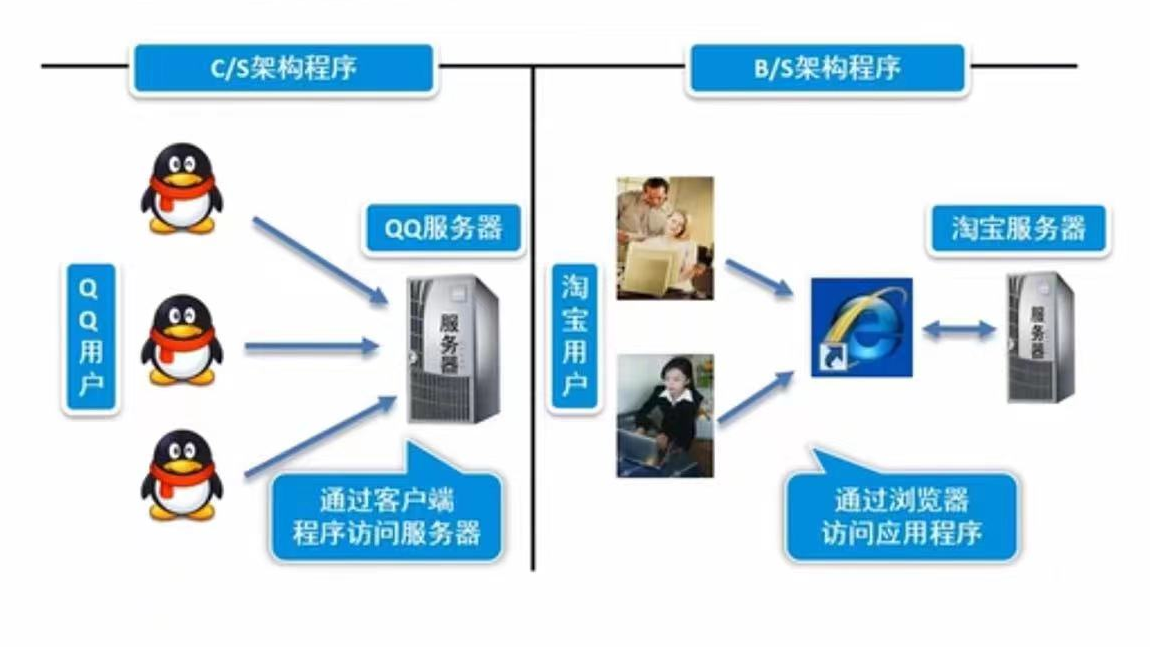 C/S架构程序
B/S架构程序
QQ服务器
QQ用户
服务器
通过客户端
程序访问服务器
淘宝服务器
淘宝用户
服务器
通过浏览器
访问应用程序